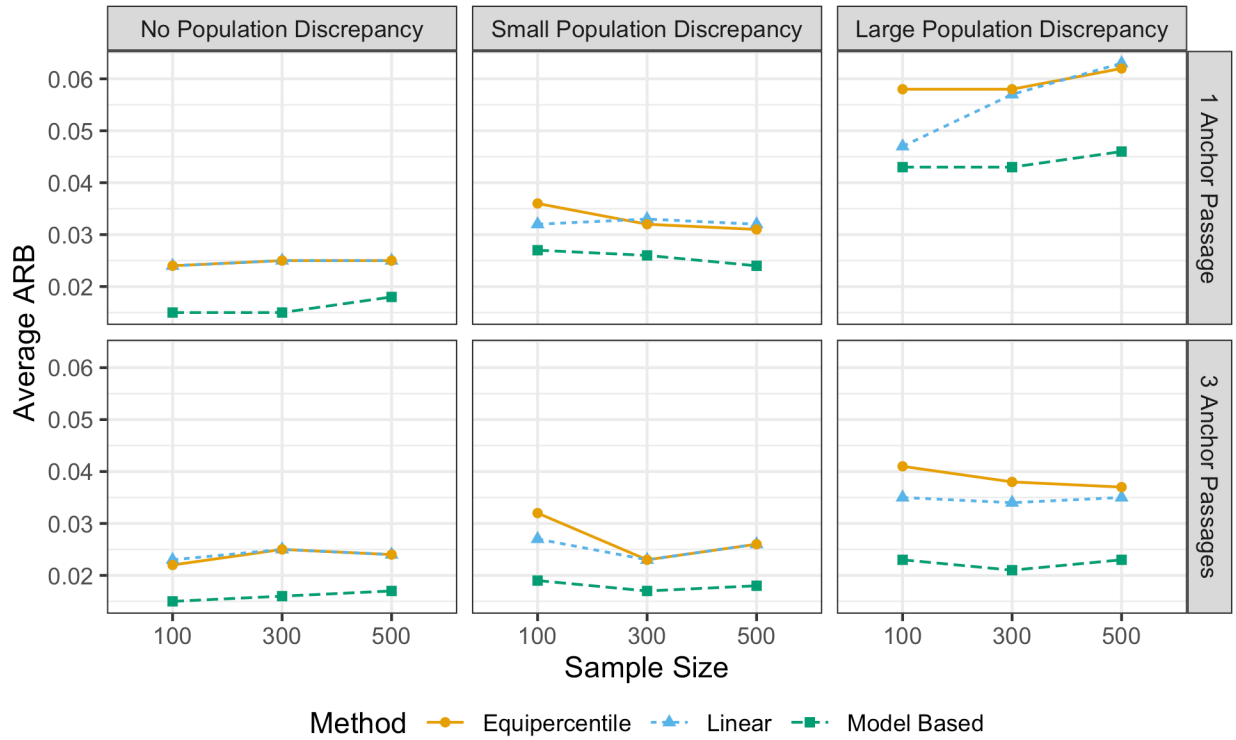 No Population Discrepancy
Small Population Discrepancy
Large Population Discrepancy
0.06
0.05
0.04
0.03
0.02
1 Anchor Passage
Average ARB
0.06
0.05
0.04
0.03
0.02
3 Anchor Passages
100 300 500
100 300 500
100 300 500
Sample Size
Method Equipercentile Linear Model Based